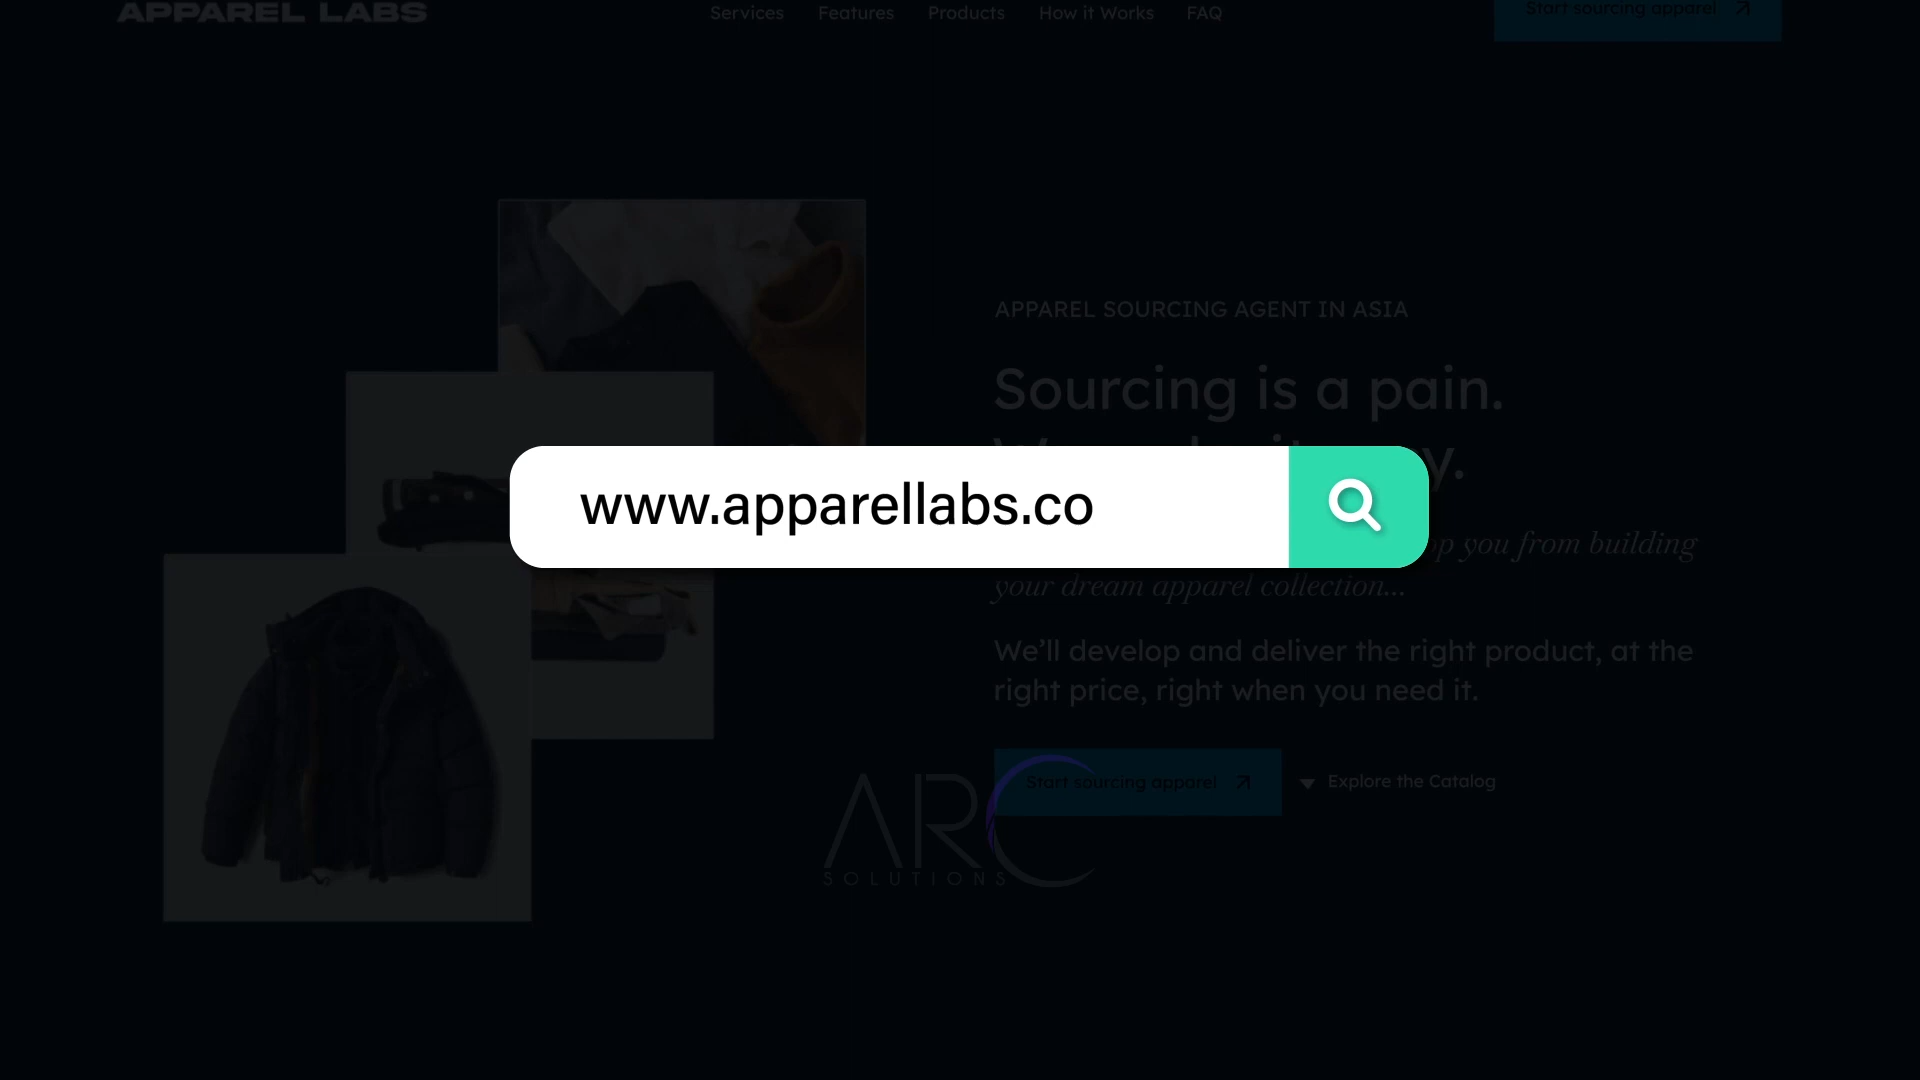 APPAREL LABS
Services Features Products How it Works FAQ
Start sourcing apparel
APPAREL SOURCING AGENT IN ASIA
Sourcing is a pain.
www.apparellabs.co
you from building
your dream apparel collection...
We'll develop and deliver the right product, at the
right price, right when you need it.
Start sourcing apparel
Explore the Catalog
ARC
SOLUTIONS